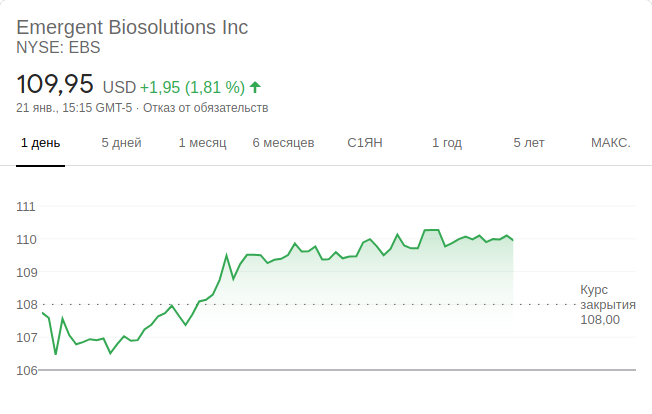 Emergent Biosolutions Inc
NYSE: EBS
109,95 USD +1,95 (1,81 %)
21 янв., 15:15 GMT-5 · Отказ от обязательств
1 день 5 дней 1 месяц 6 месяцев С1ЯН 1 год 5 лет МАКС.
111
110
109
108
107
106
Курс
закрытия
108,00